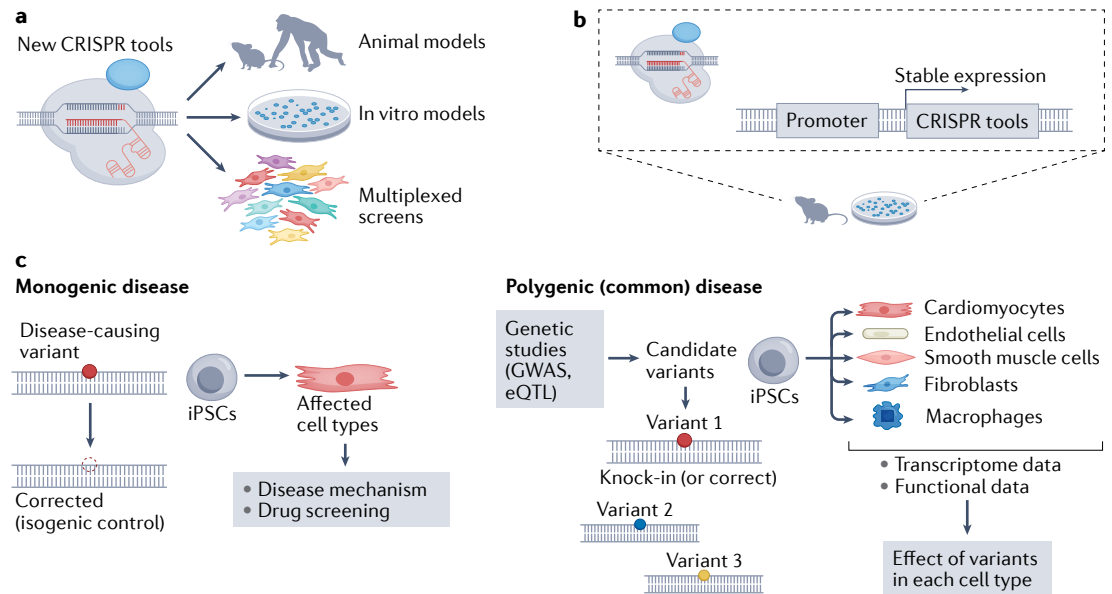 a
New CRISPR tools
Animal models
In vitro models
Multiplexed
screens
b
Stable expression
Promoter
CRISPR tools
c
Monogenic disease
Disease-causing
variant
iPSCs
Affected
cell types
Corrected
(isogenic control)
• Disease mechanism
• Drug screening
Polygenic (common) disease
Genetic
studies
(GWAS,
eQTL)
Candidate
variants
iPSCs
Cardiomyocytes
Endothelial cells
Smooth muscle cells
Fibroblasts
Macrophages
Variant 1
Knock-in (or correct)
Variant 2
Variant 3
• Transcriptome data
• Functional data
Effect of variants
in each cell type